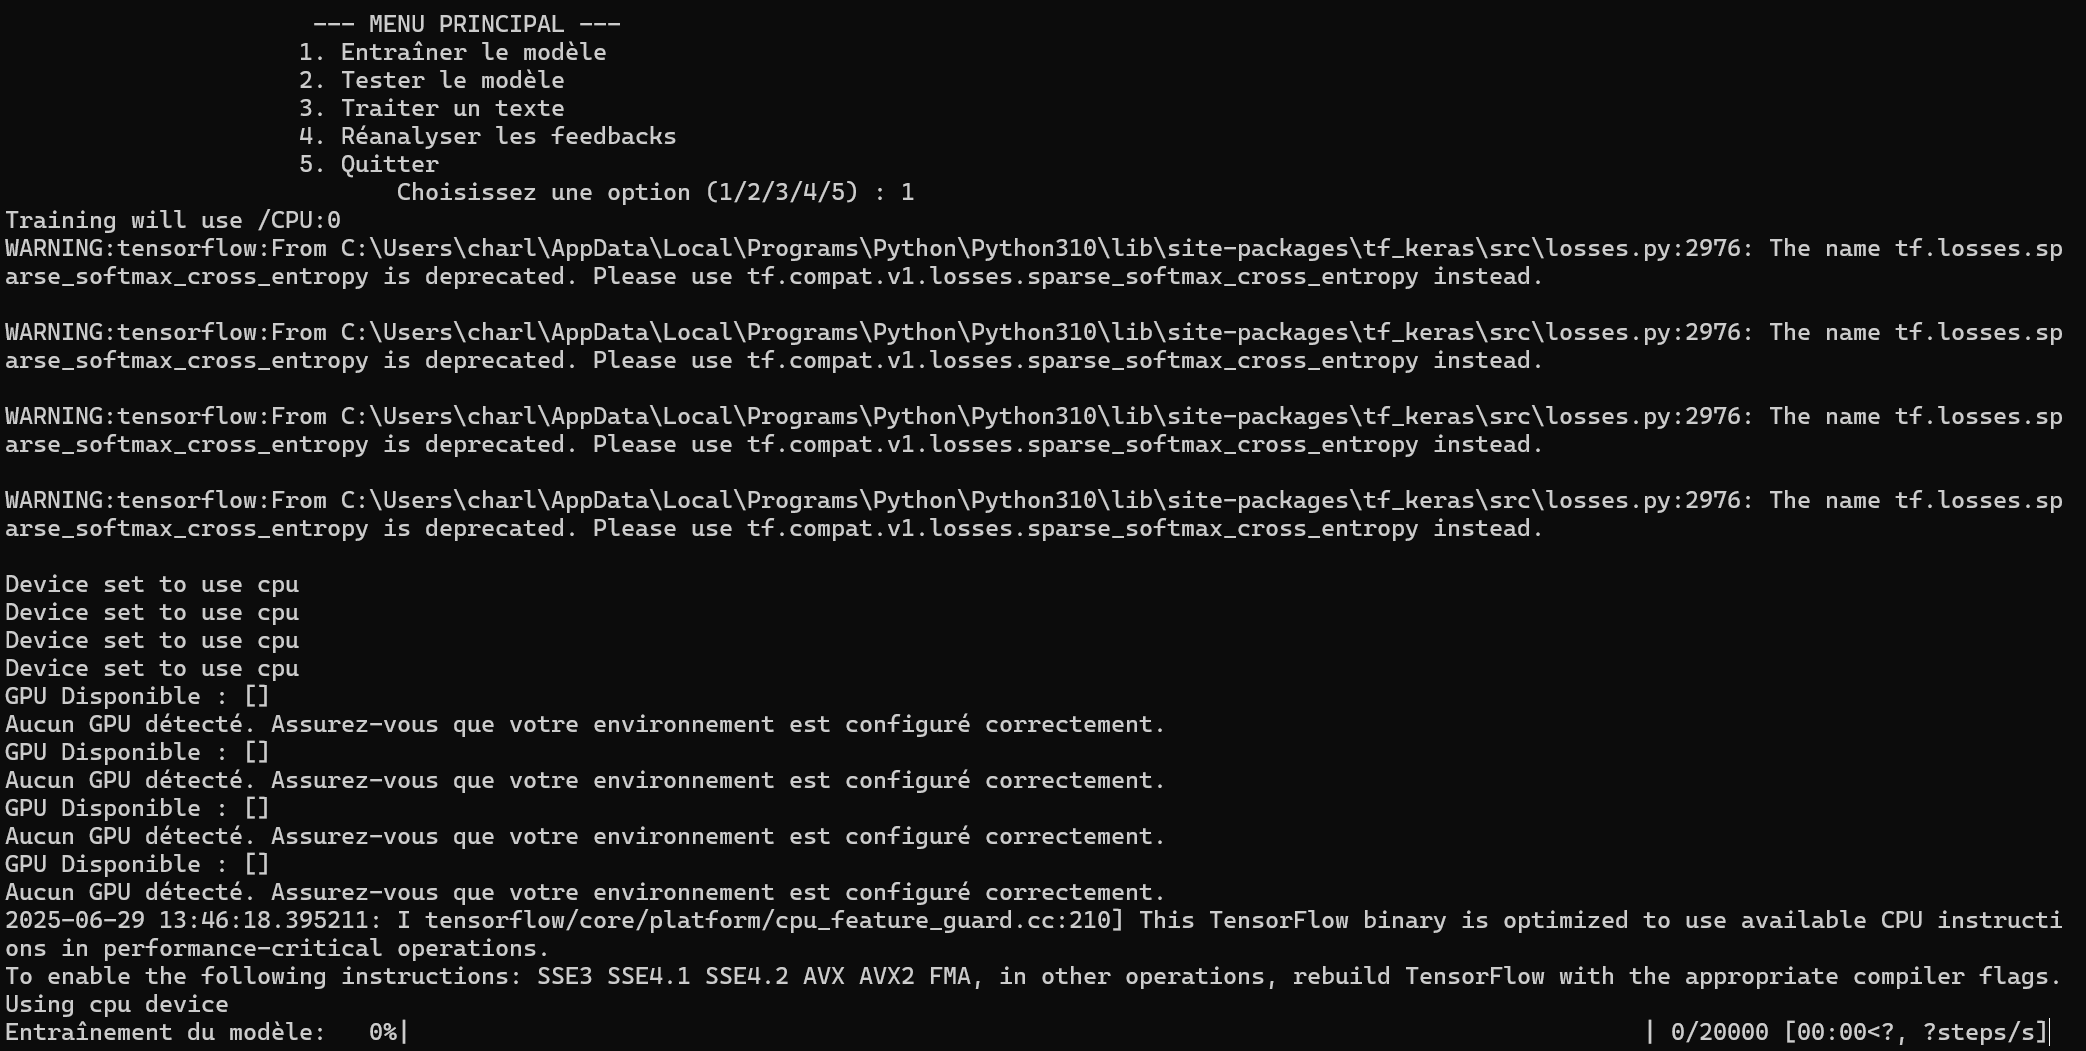 --- MENU PRINCIPAL ---
1. Entraîner le modèle
2. Tester le modèle
3. Traiter un texte
4. Réanalyser les feedbacks
5. Quitter
Choisissez une option (1/2/3/4/5) : 1
Training will use /CPU:0
WARNING:tensorflow:From C:\Users\charl\AppData\Local\Programs\Python\Python310\lib\site-packages\tf_keras\src\losses.py:2976: The name tf.losses.sp
arse_softmax_cross_entropy is deprecated. Please use tf.compat.v1.losses.sparse_softmax_cross_entropy instead.
WARNING:tensorflow:From C:\Users\charl\AppData\Local\Programs\Python\Python310\lib\site-packages\tf_keras\src\losses.py:2976: The name tf.losses.sp
arse_softmax_cross_entropy is deprecated. Please use tf.compat.v1.losses.sparse_softmax_cross_entropy instead.
WARNING:tensorflow:From C:\Users\charl\AppData\Local\Programs\Python\Python310\lib\site-packages\tf_keras\src\losses.py:2976: The name tf.losses.sp
arse_softmax_cross_entropy is deprecated. Please use tf.compat.v1.losses.sparse_softmax_cross_entropy instead.
WARNING:tensorflow:From C:\Users\charl\AppData\Local\Programs\Python\Python310\lib\site-packages\tf_keras\src\losses.py:2976: The name tf.losses.sp
arse_softmax_cross_entropy is deprecated. Please use tf.compat.v1.losses.sparse_softmax_cross_entropy instead.
Device set to use cpu
Device set to use cpu
Device set to use cpu
Device set to use cpu
GPU Disponible : []
Aucun GPU détecté. Assurez-vous que votre environnement est configuré correctement.
GPU Disponible : []
Aucun GPU détecté. Assurez-vous que votre environnement est configuré correctement.
GPU Disponible : []
Aucun GPU détecté. Assurez-vous que votre environnement est configuré correctement.
GPU Disponible : []
Aucun GPU détecté. Assurez-vous que votre environnement est configuré correctement.
2025-06-29 13:46:18.395211: I tensorflow/core/platform/cpu_feature_guard.cc:210] This TensorFlow binary is optimized to use available CPU instructi
ons in performance-critical operations.
To enable the following instructions: SSE3 SSE4.1 SSE4.2 AVX AVX2 FMA, in other operations, rebuild TensorFlow with the appropriate compiler flags.
Using cpu device
Entraînement du modèle:   0%|                                        | 0/20000 [00:00<?, ?steps/s]